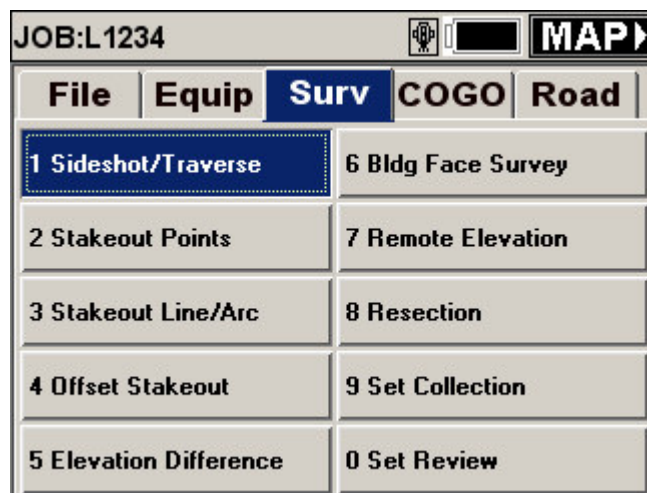 JOB:L1234 MAP
File Equip Surv COGO Road
1 Sideshot/Traverse 6 Bldg Face Survey
2 Stakeout Points 7 Remote Elevation
3 Stakeout Line/Arc 8 Resection
4 Offset Stakeout 9 Set Collection
5 Elevation Difference 0 Set Review